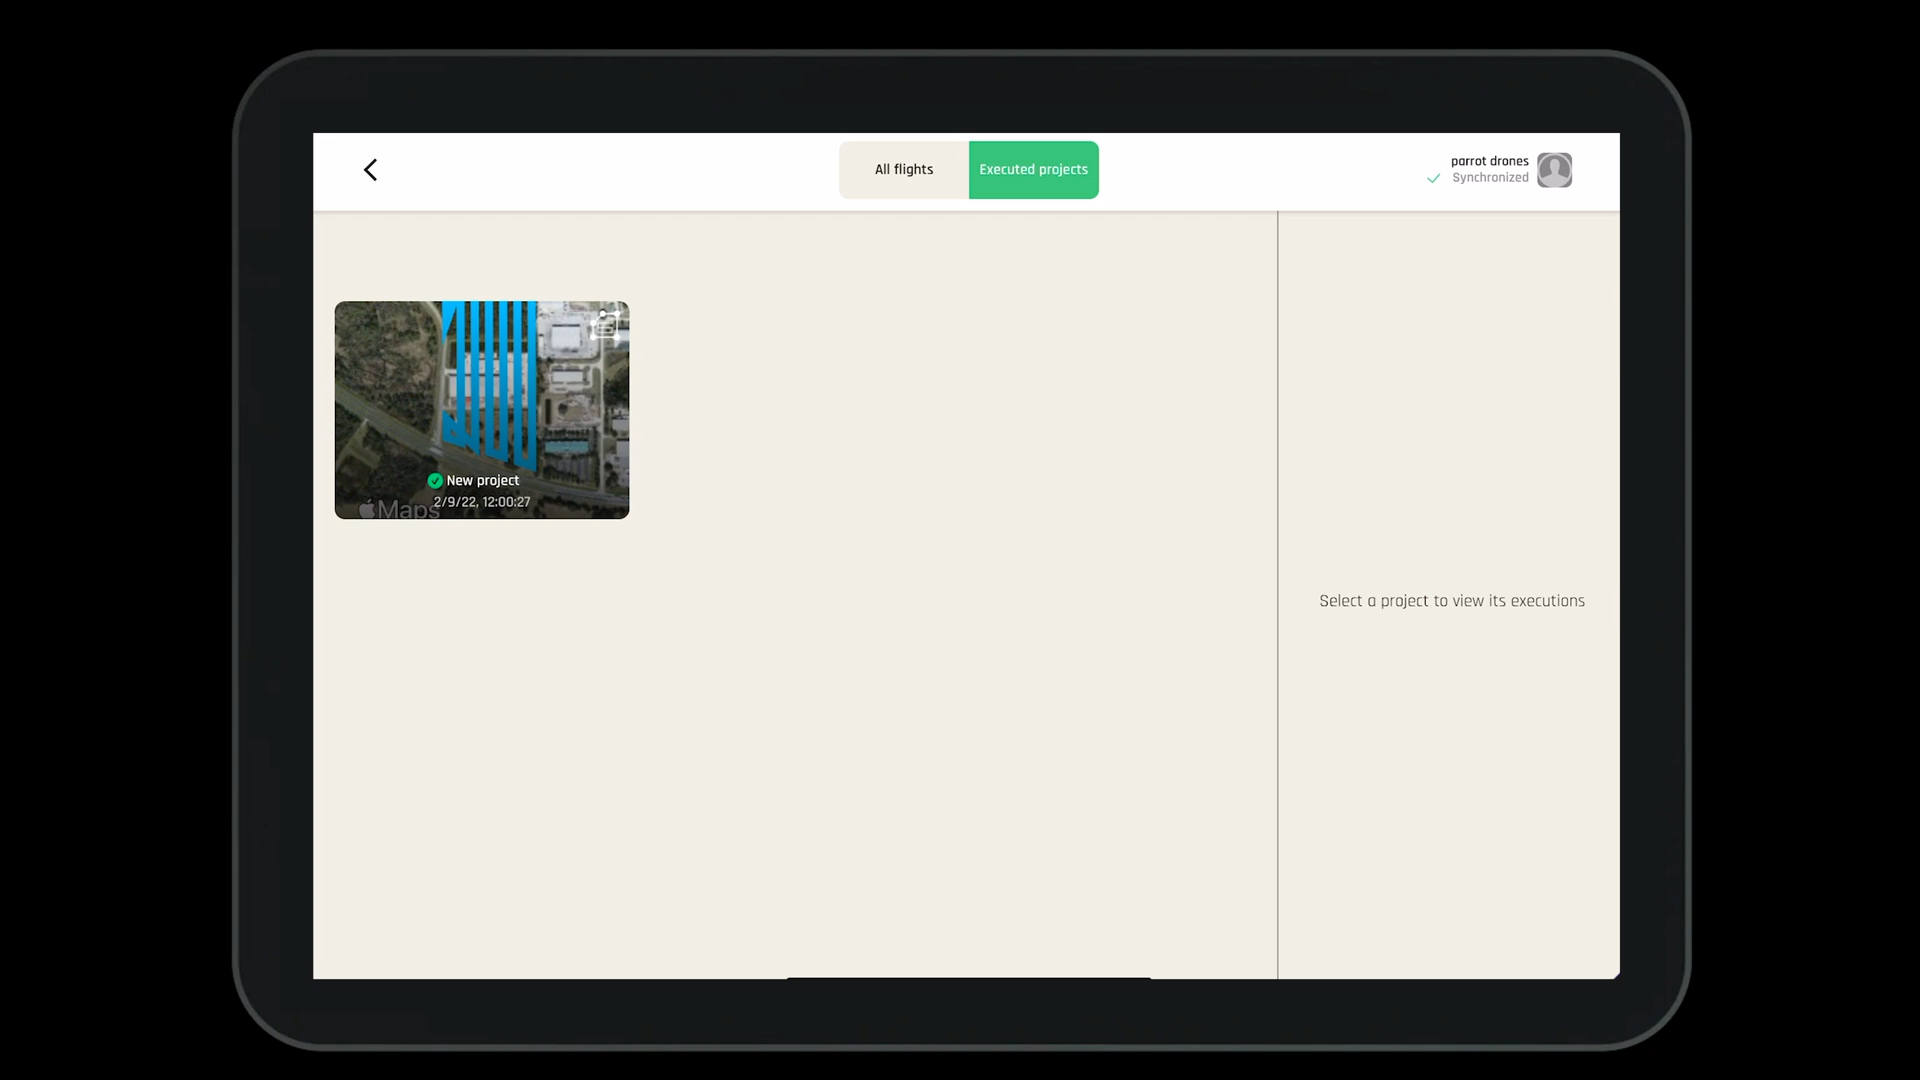 All flights
Executed projects
parrot drones
Synchronized
New project
2/9/22, 12:00:27
Maps
Select a project to view its executions